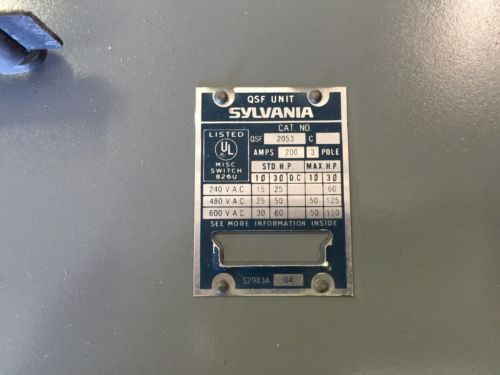 QSF UNIT
SYLVANIA
LISTED
UL
MISC
SWITCH
826U
CAT. NO.
QSF 2053 C
AMPS 200 3 POLE
STD. H.P. MAX. H.P.
1Ø 3Ø D.C 1Ø 3Ø
240 V A.C. 15 25 60
480 V A.C. 25 50 50 125
600 V A.C. 30 60 50 150
SEE MORE INFORMATION INSIDE
S2983A 04